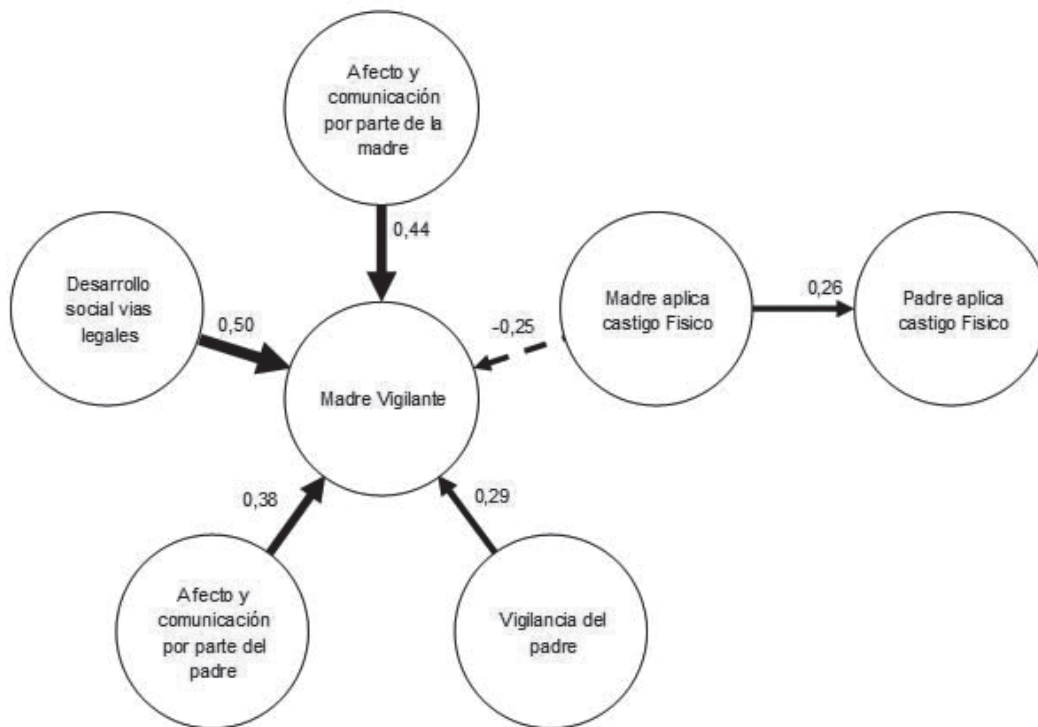 Afecto y
comunicación
por parte de la
madre
0,44
Desarrollo
social vias
legales
0,50
Madre aplica
castigo Fisico
0,26
Padre aplica
castigo Fisico
-0,25
Madre Vigilante
0,38
0,29
Afecto y
comunicación
por parte del
padre
Vigilancia del
padre